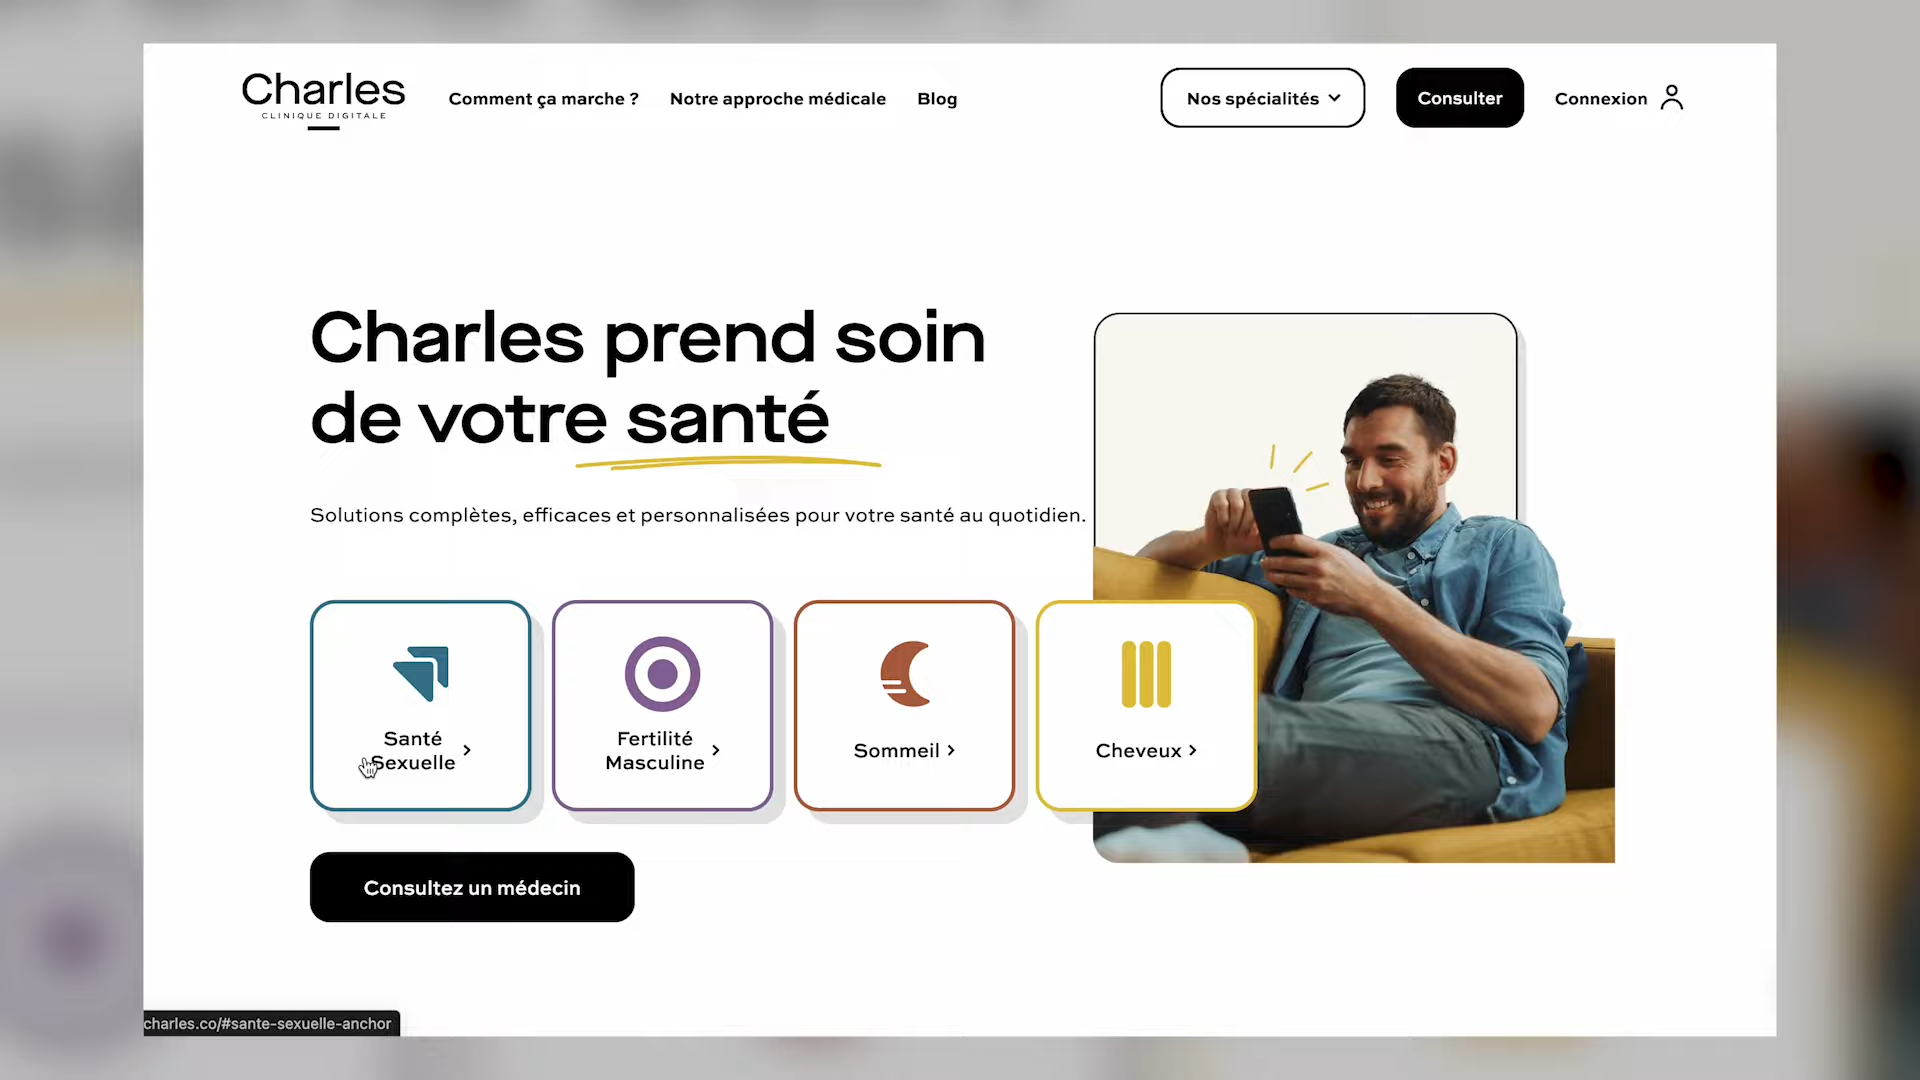 Charles
CLINIQUE DIGITALE
Comment ça marche ?
Notre approche médicale
Blog
Nos spécialités
Consulter
Connexion
Charles prend soin
de votre santé
Solutions complètes, efficaces et personnalisées pour votre santé au quotidien.
Santé
Sexuelle
Fertilité
Masculine
Sommeil
Cheveux
Consultez un médecin
charles.co/#sante-sexuelle-anchor